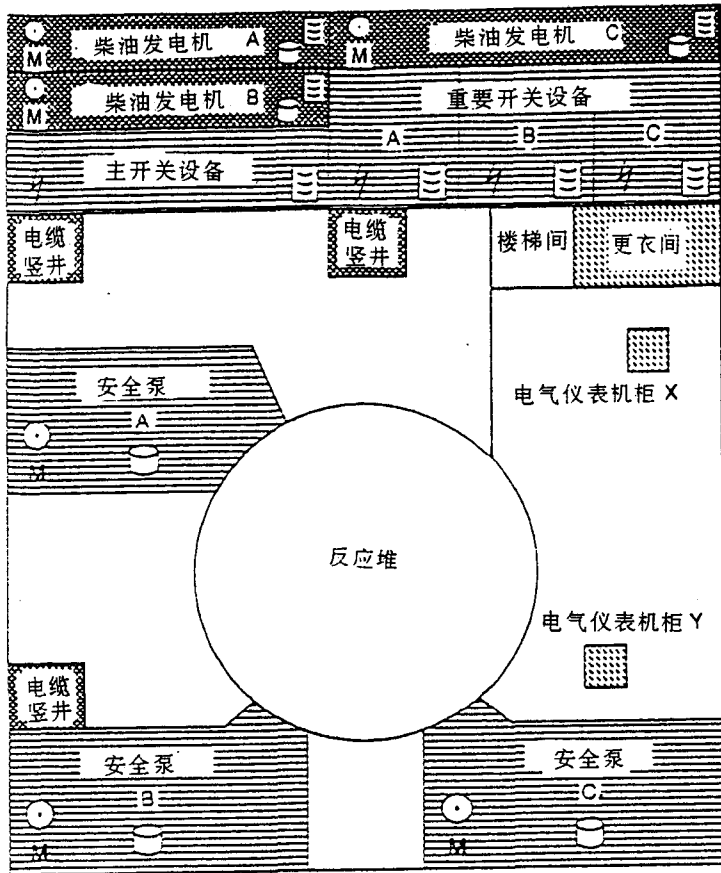 柴油发电机 A
M
柴油发电机 C
M
柴油发电机 B
M
重要开关设备
A
B
C
主开关设备
电缆
竖井
电缆
竖井
楼梯间
更衣间
电气仪表机柜 X
安全泵
A
M
反应堆
电气仪表机柜 Y
电缆
竖井
安全泵
B
M
安全泵
C
M